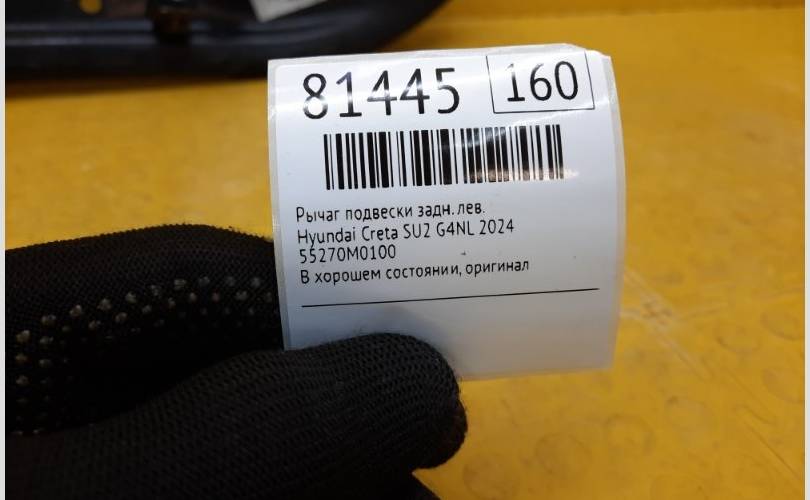 81445 160
Рычаг подвески задн. лев.
Hyundai Creta SU2 G4NL 2024
55270M0100
В хорошем состоянии, оригинал